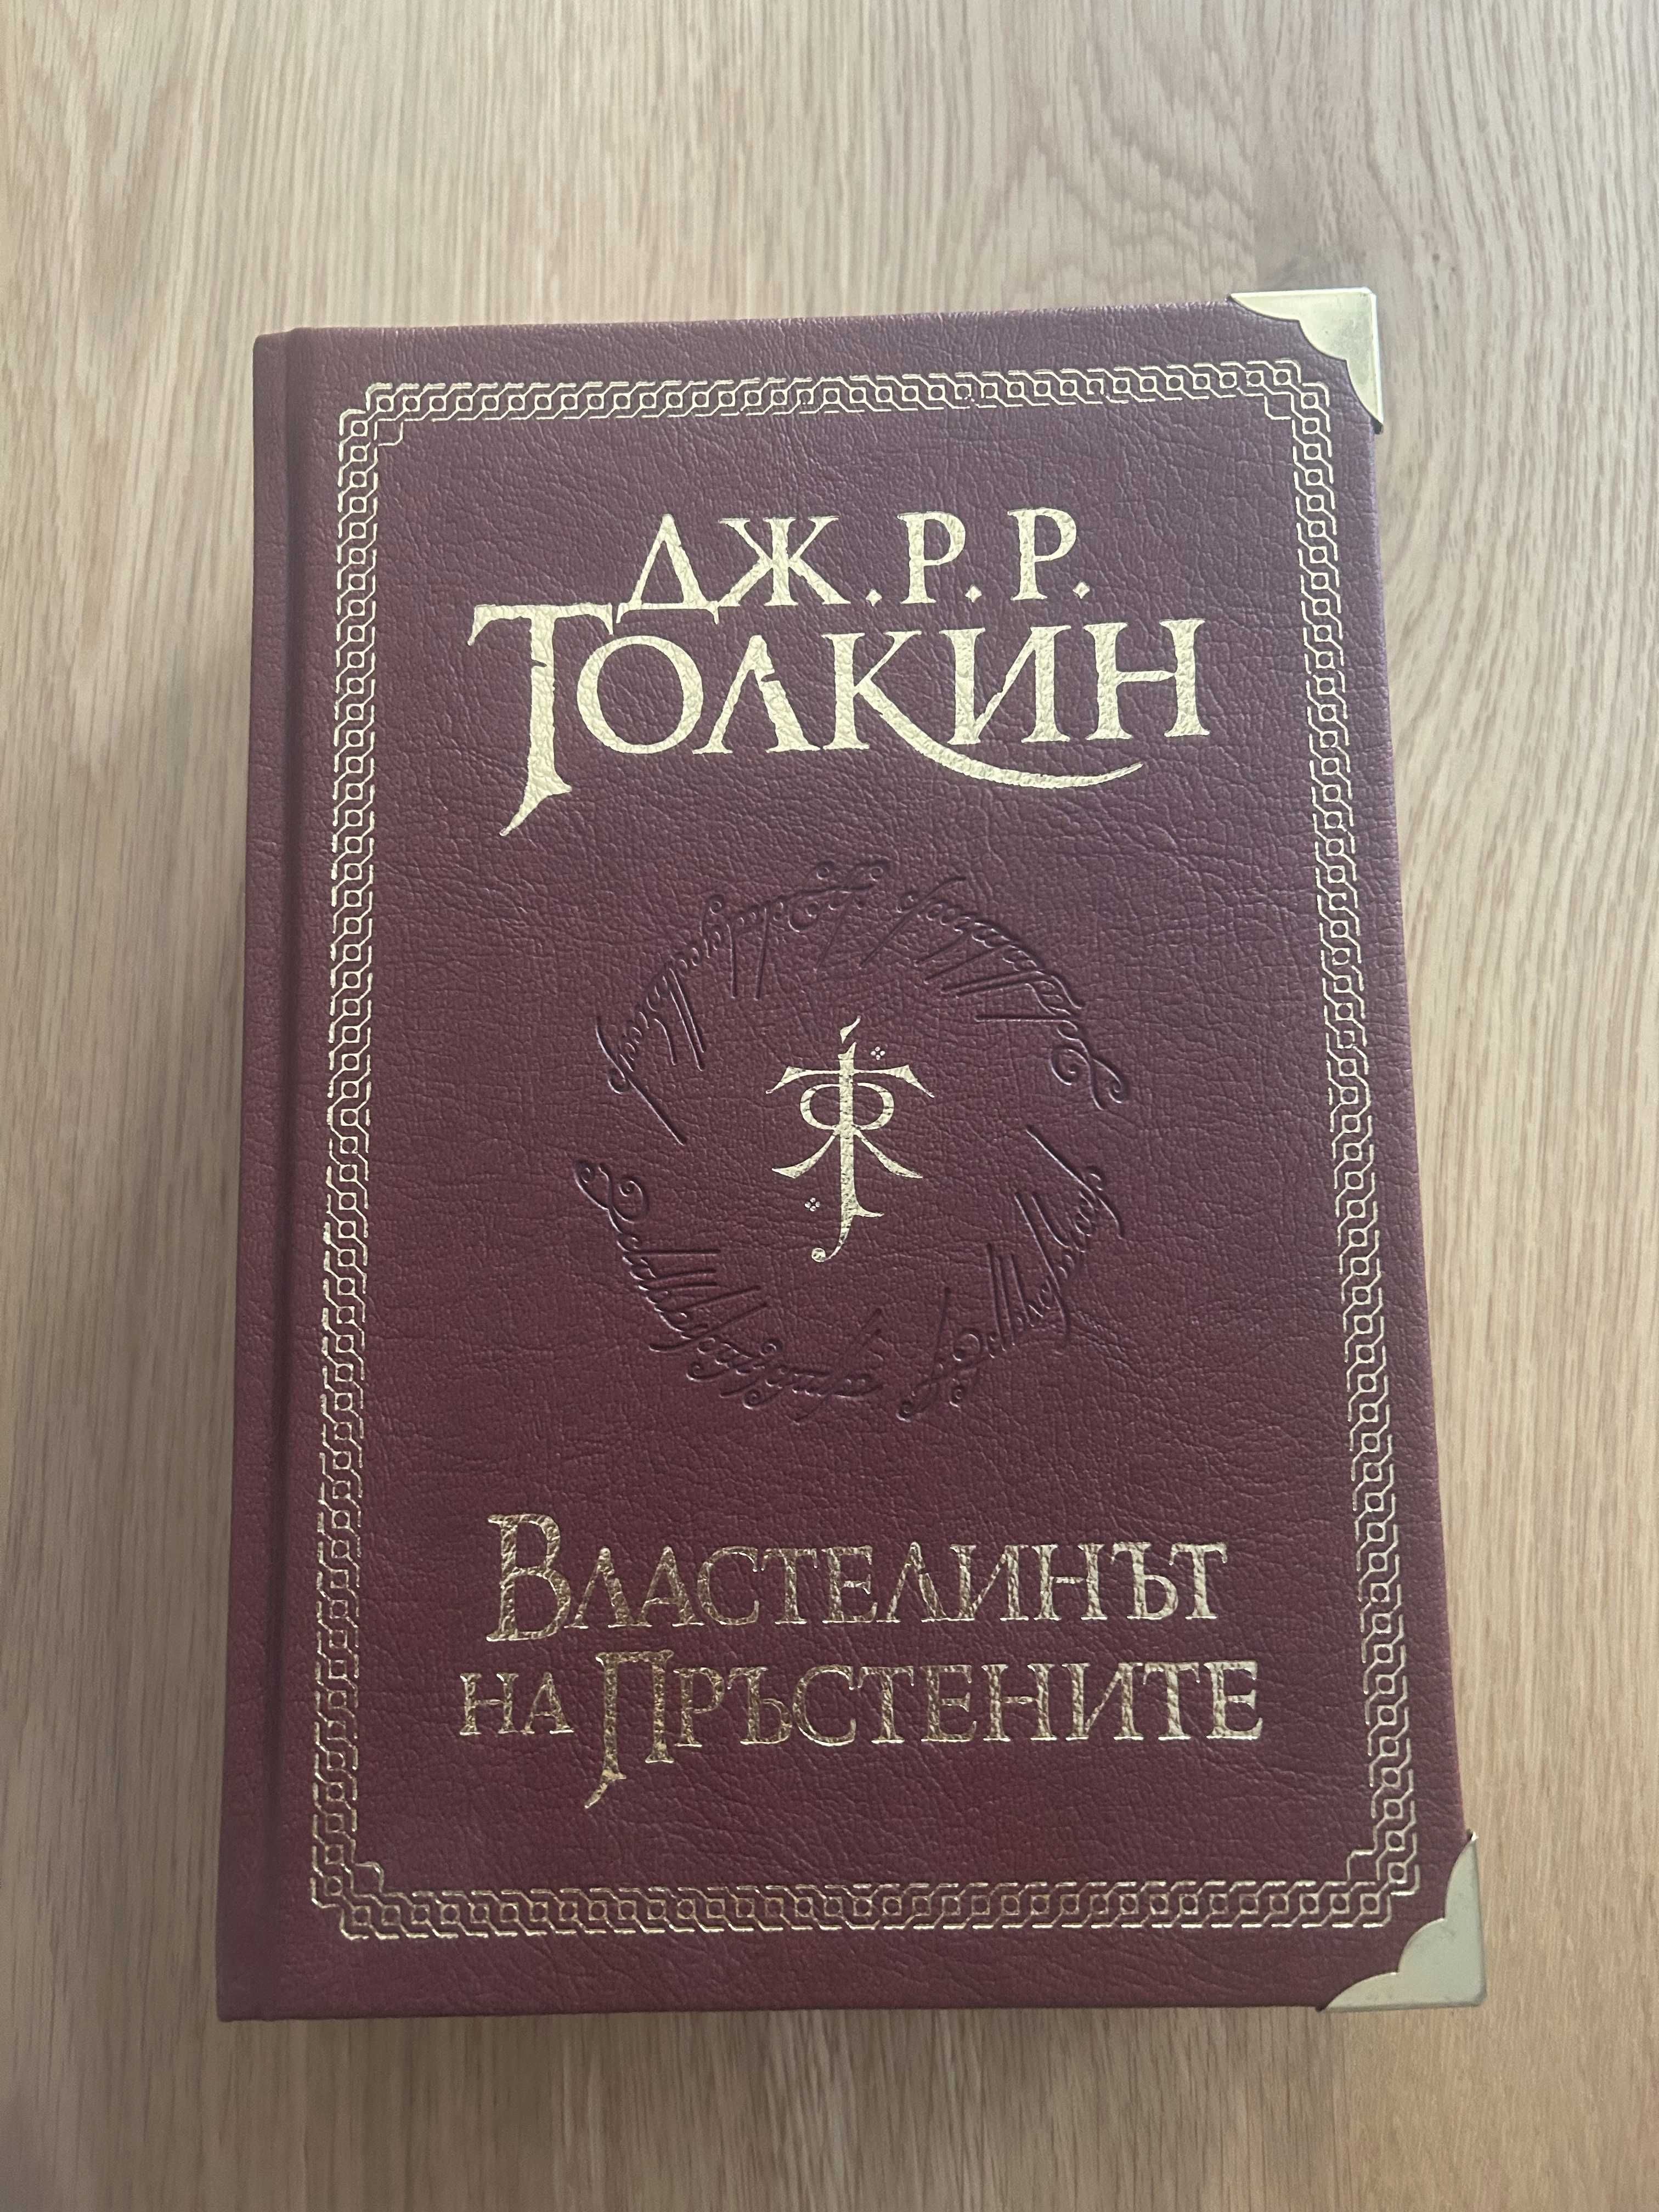 ДЖ. Р. Р.
ТОЛКИН
ВЛАСТЕЛИНЪТ
НА ПРЪСТЕНИТЕ